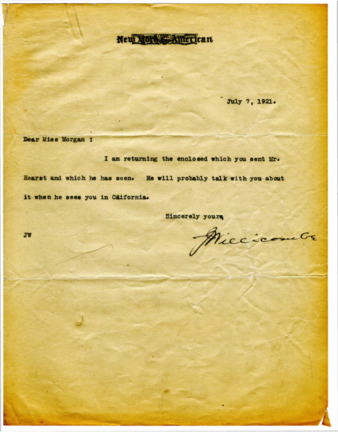 New York American
July 7, 1921.
Dear Miss Morgan :
I am returning the enclosed which you sent Mr.
Hearst and which he has seen. He will probably talk with you about
it when he sees you in California.
Sincerely yours,
JWillicombe
JW